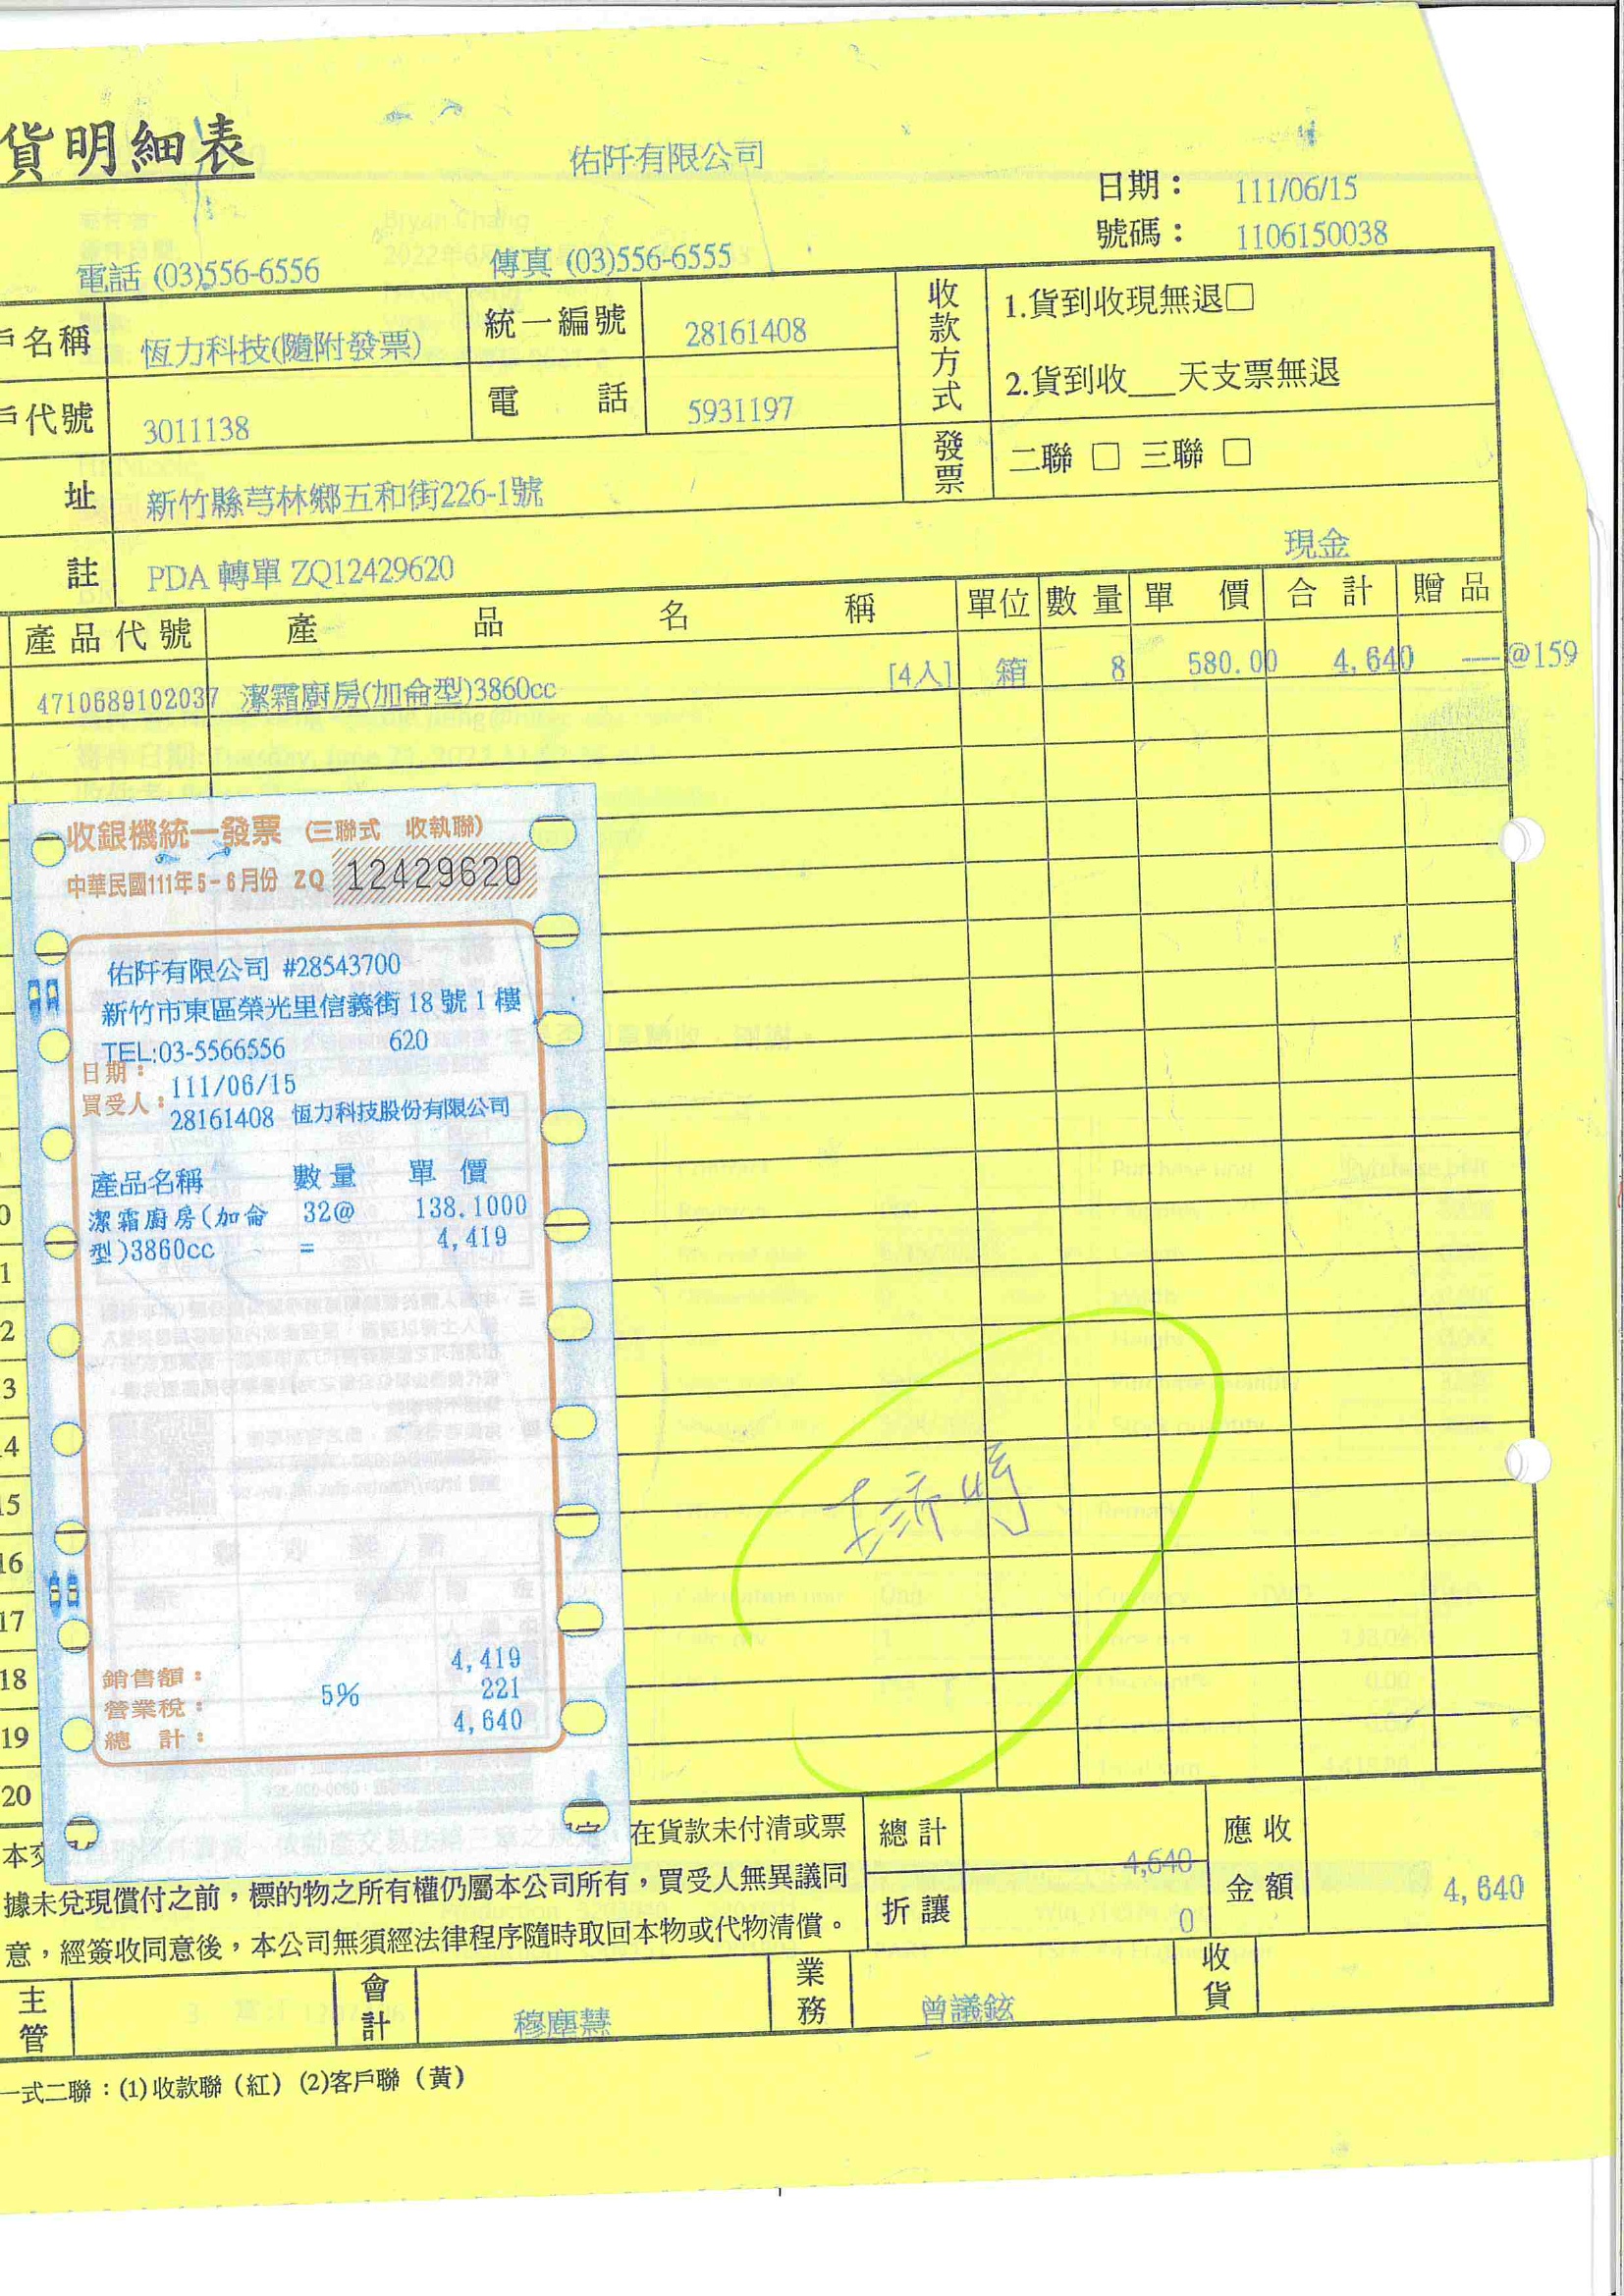 貨明細表
佑阡有限公司
日期： 111/06/15
號碼： 1106150038
電話 (03)556-6556 傳真 (03)556-6555
戶名稱 恆力科技(隨附發票) 統一編號 28161408 收款方式 1.貨到收現無退□
2.貨到收___天支票無退
戶代號 3011138 電 話 5931197
發票 二聯 □ 三聯 □
址 新竹縣芎林鄉五和街226-1號
註 PDA 轉單 ZQ12429620 現金
產品代號 產 品 名 稱 單位 數量 單 價 合 計 贈 品
4710689102037 潔霜廚房(加侖型)3860cc [4入] 箱 8 580.00 4,640 ---@159
收銀機統一發票 (三聯式 收執聯)
中華民國111年5-6月份 ZQ 12429620
佑阡有限公司 #28543700
新竹市東區榮光里信義街 18 號 1 樓
TEL:03-5566556 620
日期： 111/06/15
買受人： 28161408 恆力科技股份有限公司
產品名稱 數量 單 價
潔霜廚房(加侖 32@ 138.1000
型)3860cc = 4,419
銷售額： 4,419
營業稅： 5% 221
總 計： 4,640
0
1
2
3
4
15
16
17
18
19
20
本交
在貨款未付清或票
據未兌現償付之前，標的物之所有權仍屬本公司所有，買受人無異議同
意，經簽收同意後，本公司無須經法律程序隨時取回本物或代物清償。
總計 4,640 應收金額 4,640
折讓 0
主管 會計 穆塵慧 業務 曾議鉉 收貨
一式二聯：(1)收款聯（紅）(2)客戶聯（黃）